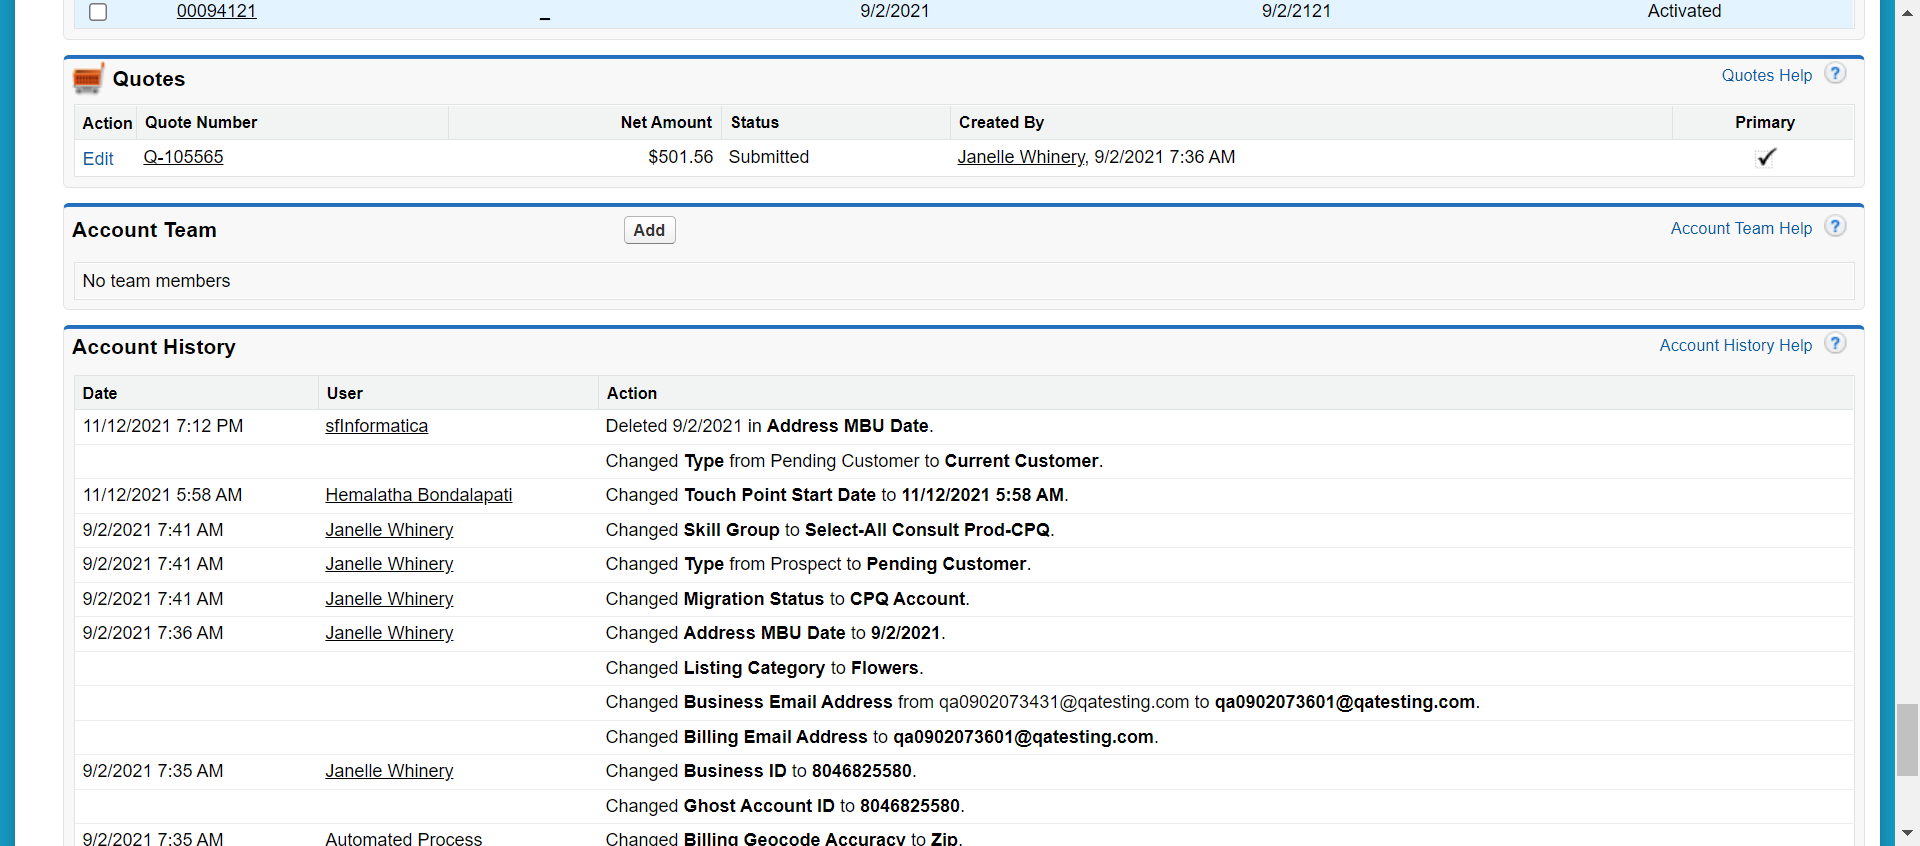 00094121 _ 9/2/2021 9/2/2121 Activated
Quotes Quotes Help ?
Action Quote Number Net Amount Status Created By Primary
Edit Q-105565 $501.56 Submitted Janelle Whinery, 9/2/2021 7:36 AM
Account Team Add Account Team Help ?
No team members
Account History Account History Help ?
Date User Action
11/12/2021 7:12 PM sfInformatica Deleted 9/2/2021 in Address MBU Date.
Changed Type from Pending Customer to Current Customer.
11/12/2021 5:58 AM Hemalatha Bondalapati Changed Touch Point Start Date to 11/12/2021 5:58 AM.
9/2/2021 7:41 AM Janelle Whinery Changed Skill Group to Select-All Consult Prod-CPQ.
9/2/2021 7:41 AM Janelle Whinery Changed Type from Prospect to Pending Customer.
9/2/2021 7:41 AM Janelle Whinery Changed Migration Status to CPQ Account.
9/2/2021 7:36 AM Janelle Whinery Changed Address MBU Date to 9/2/2021.
Changed Listing Category to Flowers.
Changed Business Email Address from qa0902073431@qatesting.com to qa0902073601@qatesting.com.
Changed Billing Email Address to qa0902073601@qatesting.com.
9/2/2021 7:35 AM Janelle Whinery Changed Business ID to 8046825580.
Changed Ghost Account ID to 8046825580.
9/2/2021 7:35 AM Automated Process Changed Billing Geocode Accuracy to Zip.